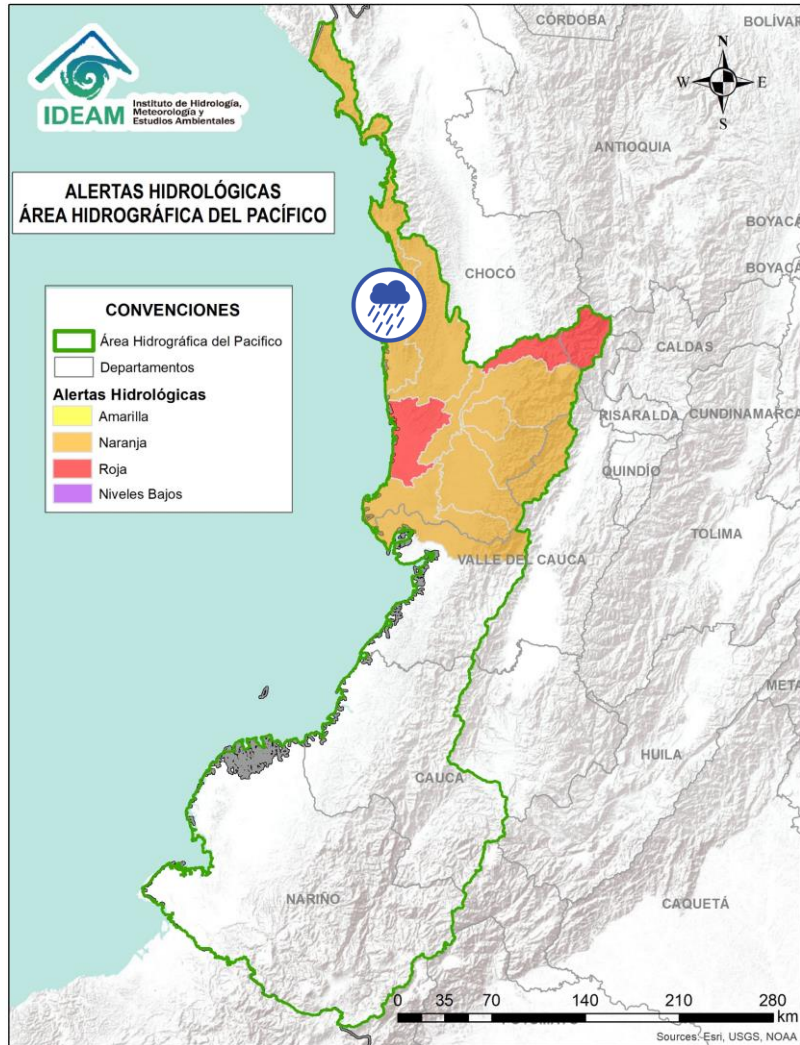 IDEAM
Instituto de Hidrología,
Meteorología y
Estudios Ambientales
ALERTAS HIDROLÓGICAS
ÁREA HIDROGRÁFICA DEL PACÍFICO
CONVENCIONES
Área Hidrográfica del Pacifico
Departamentos
Alertas Hidrológicas
Amarilla
Naranja
Roja
Niveles Bajos
N
W
E
S
CÓRDOBA
BOLÍVAR
ANTIOQUIA
BOYACÁ
BOYACÁ
CHOCÓ
CALDAS
RISARALDA
CUNDINAMARCA
QUINDÍO
TOLIMA
VALLE DEL CAUCA
META
HUILA
CAUCA
NARIÑO
CAQUETÁ
0 35 70 140 210 280
km
Sources: Esri, USGS, NOAA